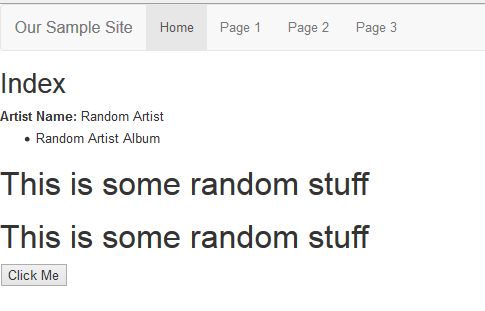 Our Sample Site Home Page 1 Page 2 Page 3
Index
Artist Name: Random Artist
• Random Artist Album
This is some random stuff
This is some random stuff
Click Me